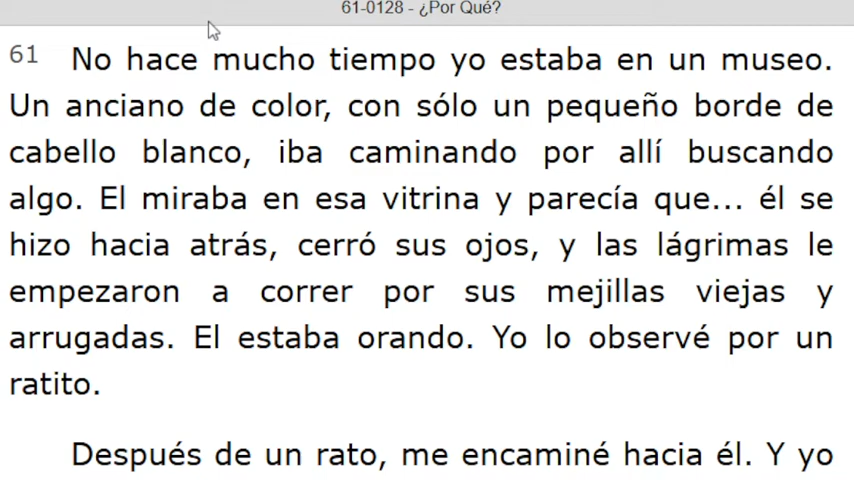 61-0128 - ¿Por Qué?
61 No hace mucho tiempo yo estaba en un museo.
Un anciano de color, con sólo un pequeño borde de
cabello blanco, iba caminando por allí buscando
algo. El miraba en esa vitrina y parecía que... él se
hizo hacia atrás, cerró sus ojos, y las lágrimas le
empezaron a correr por sus mejillas viejas y
arrugadas. El estaba orando. Yo lo observé por un
ratito.
Después de un rato, me encaminé hacia él. Y yo